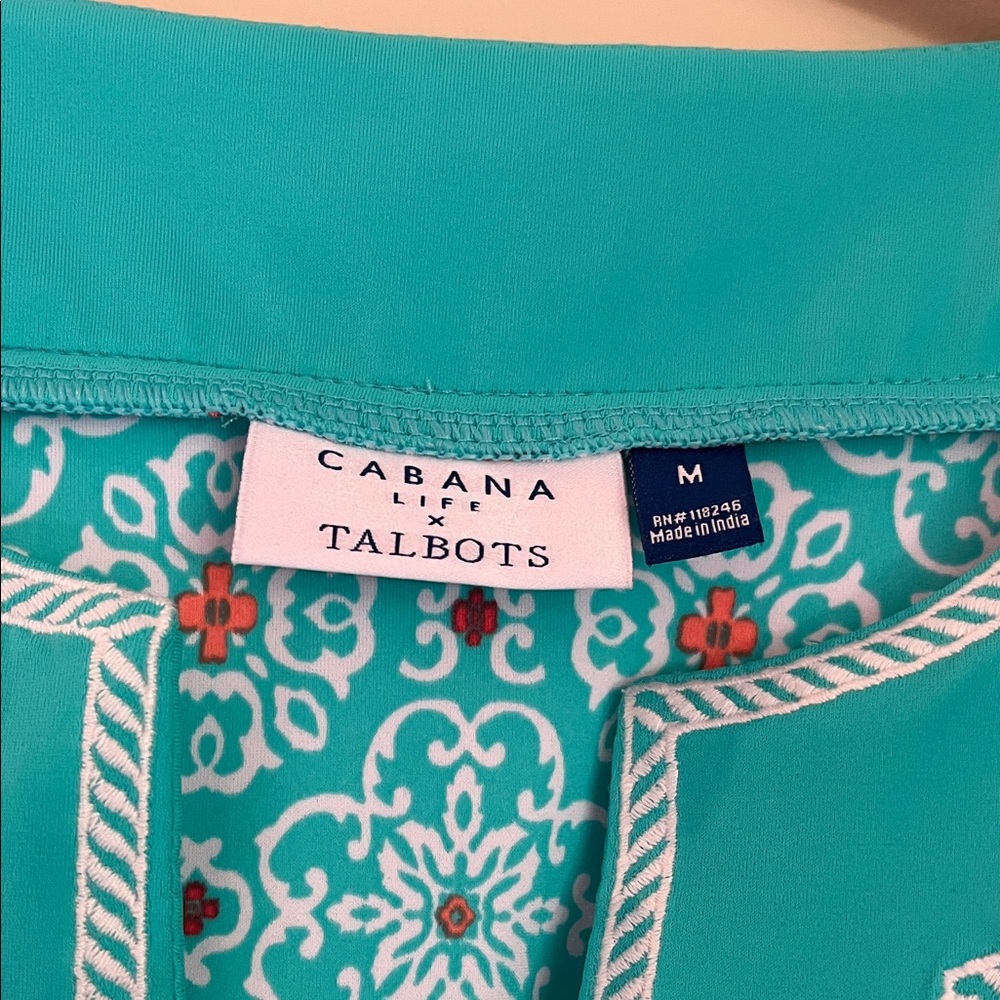 CABANA
LIFE
×
TALBOTS
M
RN#118246
Made in India